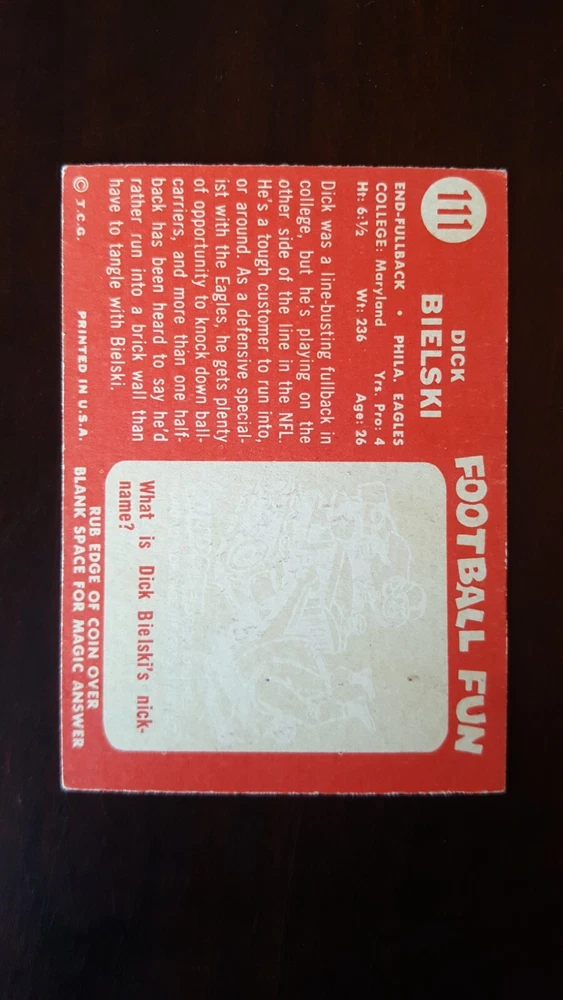 111
DICK
BIELSKI
END-FULLBACK • PHILA. EAGLES
COLLEGE: Maryland Yrs. Pro: 4
Ht: 6:½ Wt: 236 Age: 26
Dick was a line-busting fullback in
college, but he's playing on the
other side of the line in the NFL.
He's a tough customer to run into,
or around. As a defensive special-
ist with the Eagles, he gets plenty
of opportunity to knock down ball-
carriers, and more than one half-
back has been heard to say he'd
rather run into a brick wall than
have to tangle with Bielski.
© T.C.G. PRINTED IN U.S.A.
FOOTBALL FUN
What is Dick Bielski's nick-
name?
RUB EDGE OF COIN OVER
BLANK SPACE FOR MAGIC ANSWER